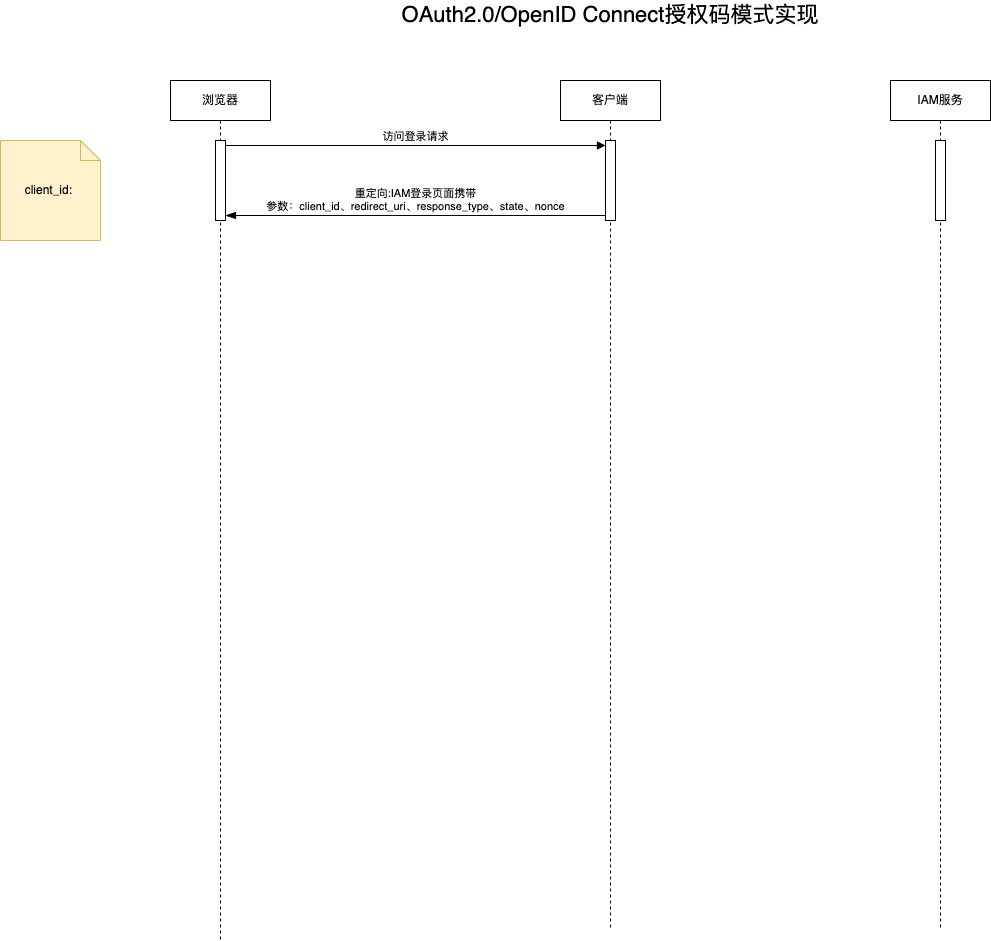 OAuth2.0/OpenID Connect授权码模式实现
浏览器
客户端
IAM服务
访问登录请求
client_id:
重定向:IAM登录页面携带
参数：client_id、redirect_uri、response_type、state、nonce